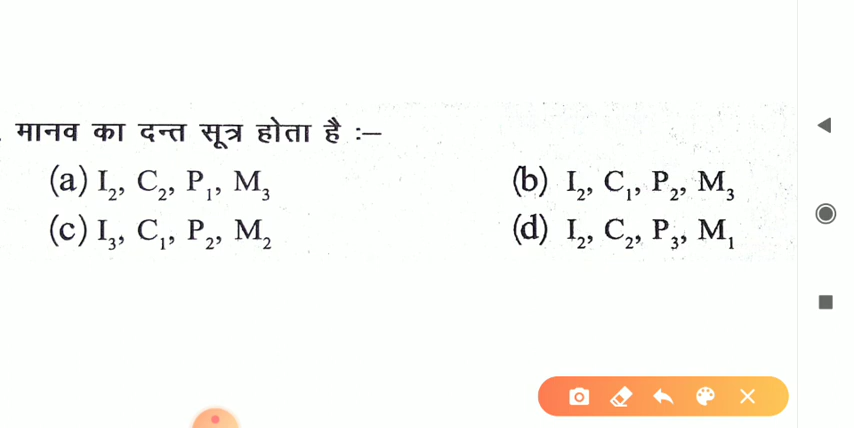 मानव का दन्त सूत्र होता है :–
(a) I₂, C₂, P₁, M₃
(b) I₂, C₁, P₂, M₃
(c) I₃, C₁, P₂, M₂
(d) I₂, C₂, P₃, M₁